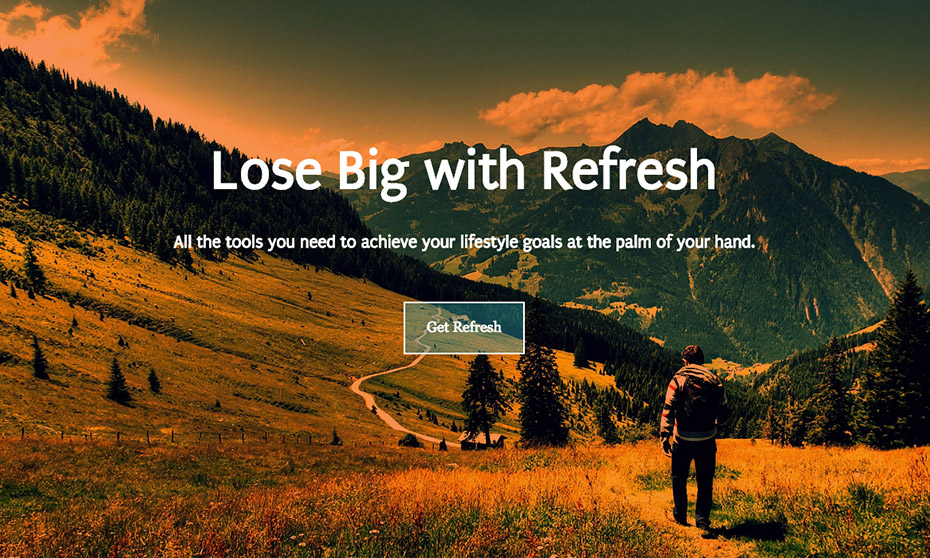 Lose Big with Refresh
All the tools you need to achieve your lifestyle goals at the palm of your hand.
Get Refresh